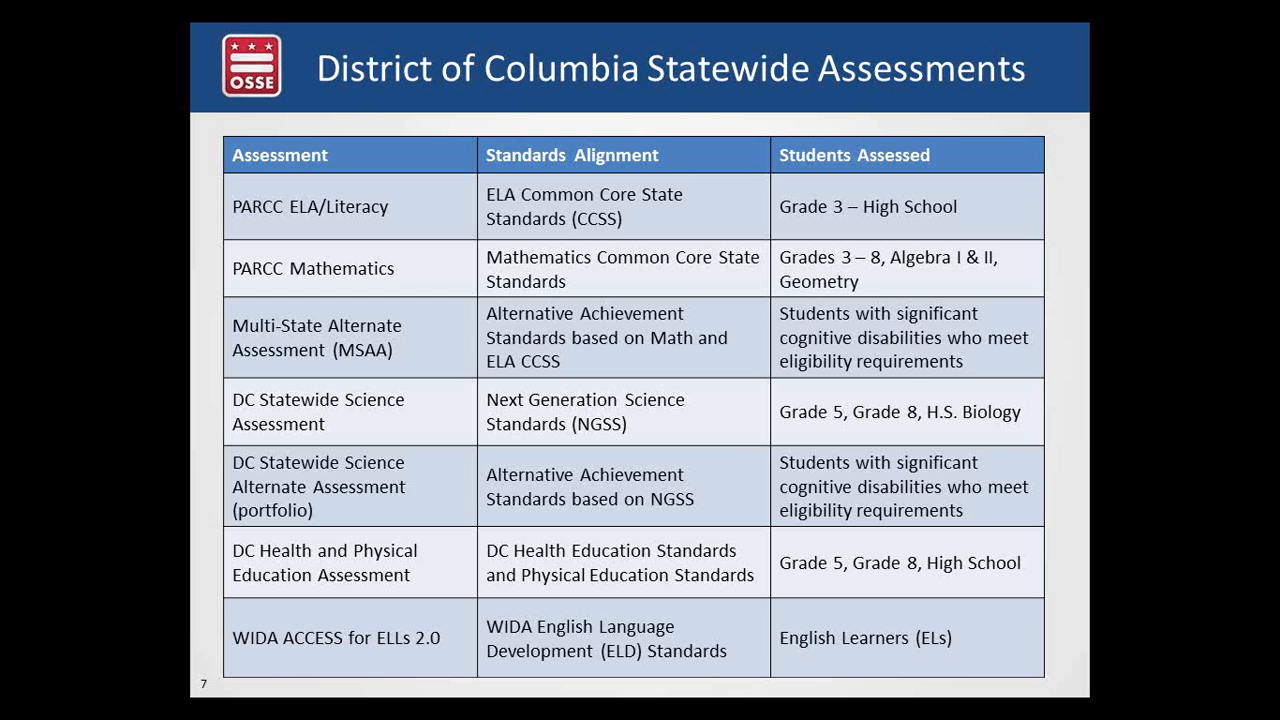 OSSE
District of Columbia Statewide Assessments
Assessment
Standards Alignment
Students Assessed
PARCC ELA/Literacy
ELA Common Core State
Standards (CCSS)
Grade 3 – High School
PARCC Mathematics
Mathematics Common Core State
Standards
Grades 3 – 8, Algebra I & II,
Geometry
Multi-State Alternate
Assessment (MSAA)
Alternative Achievement
Standards based on Math and
ELA CCSS
Students with significant
cognitive disabilities who meet
eligibility requirements
DC Statewide Science
Assessment
Next Generation Science
Standards (NGSS)
Grade 5, Grade 8, H.S. Biology
DC Statewide Science
Alternate Assessment
(portfolio)
Alternative Achievement
Standards based on NGSS
Students with significant
cognitive disabilities who meet
eligibility requirements
DC Health and Physical
Education Assessment
DC Health Education Standards
and Physical Education Standards
Grade 5, Grade 8, High School
WIDA ACCESS for ELLs 2.0
WIDA English Language
Development (ELD) Standards
English Learners (ELs)
7